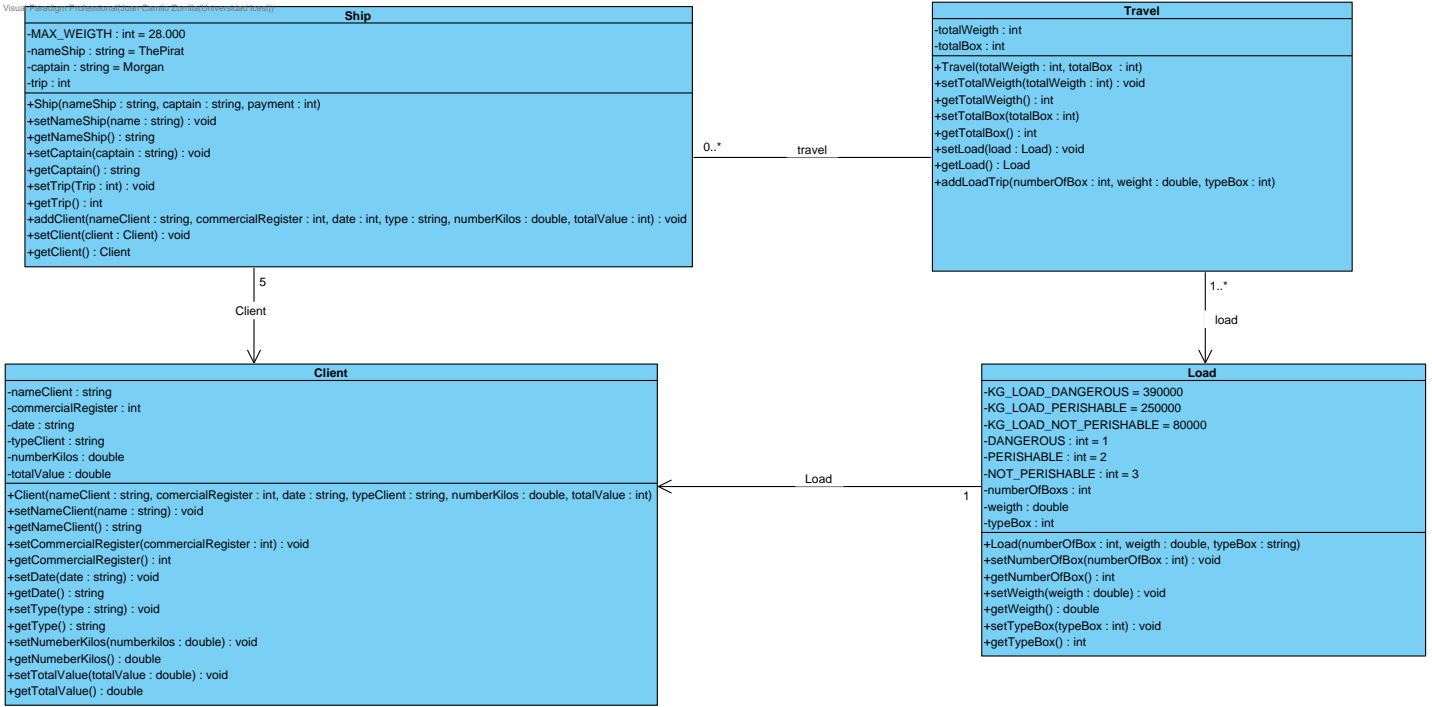 Visual Paradigm Professional(Juan Camilo Zorrilla(Universidad Icesi))
Ship
-MAX_WEIGTH : int = 28.000
-nameShip : string = ThePirat
-captain : string = Morgan
-trip : int
+Ship(nameShip : string, captain : string, payment : int)
+setNameShip(name : string) : void
+getNameShip() : string
+setCaptain(captain : string) : void
+getCaptain() : string
+setTrip(Trip : int) : void
+getTrip() : int
+addClient(nameClient : string, commercialRegister : int, date : int, type : string, numberKilos : double, totalValue : int) : void
+setClient(client : Client) : void
+getClient() : Client
0..*
travel
Travel
-totalWeigth : int
-totalBox : int
+Travel(totalWeigth : int, totalBox  : int)
+setTotalWeigth(totalWeigth : int) : void
+getTotalWeigth() : int
+setTotalBox(totalBox : int)
+getTotalBox() : int
+setLoad(load : Load) : void
+getLoad() : Load
+addLoadTrip(numberOfBox : int, weight : double, typeBox : int)
5
Client
1..*
load
Client
-nameClient : string
-commercialRegister : int
-date : string
-typeClient : string
-numberKilos : double
-totalValue : double
+Client(nameClient : string, comercialRegister : int, date : string, typeClient : string, numberKilos : double, totalValue : int)
+setNameClient(name : string) : void
+getNameClient() : string
+setCommercialRegister(commercialRegister : int) : void
+getCommercialRegister() : int
+setDate(date : string) : void
+getDate() : string
+setType(type : string) : void
+getType() : string
+setNumeberKilos(numberkilos : double) : void
+getNumeberKilos() : double
+setTotalValue(totalValue : double) : void
+getTotalValue() : double
Load
1
Load
-KG_LOAD_DANGEROUS = 390000
-KG_LOAD_PERISHABLE = 250000
-KG_LOAD_NOT_PERISHABLE = 80000
-DANGEROUS : int = 1
-PERISHABLE : int = 2
-NOT_PERISHABLE : int = 3
-numberOfBoxs : int
-weigth : double
-typeBox : int
+Load(numberOfBox : int, weigth : double, typeBox : string)
+setNumberOfBox(numberOfBox : int) : void
+getNumberOfBox() : int
+setWeigth(weigth : double) : void
+getWeigth() : double
+setTypeBox(typeBox : int) : void
+getTypeBox() : int